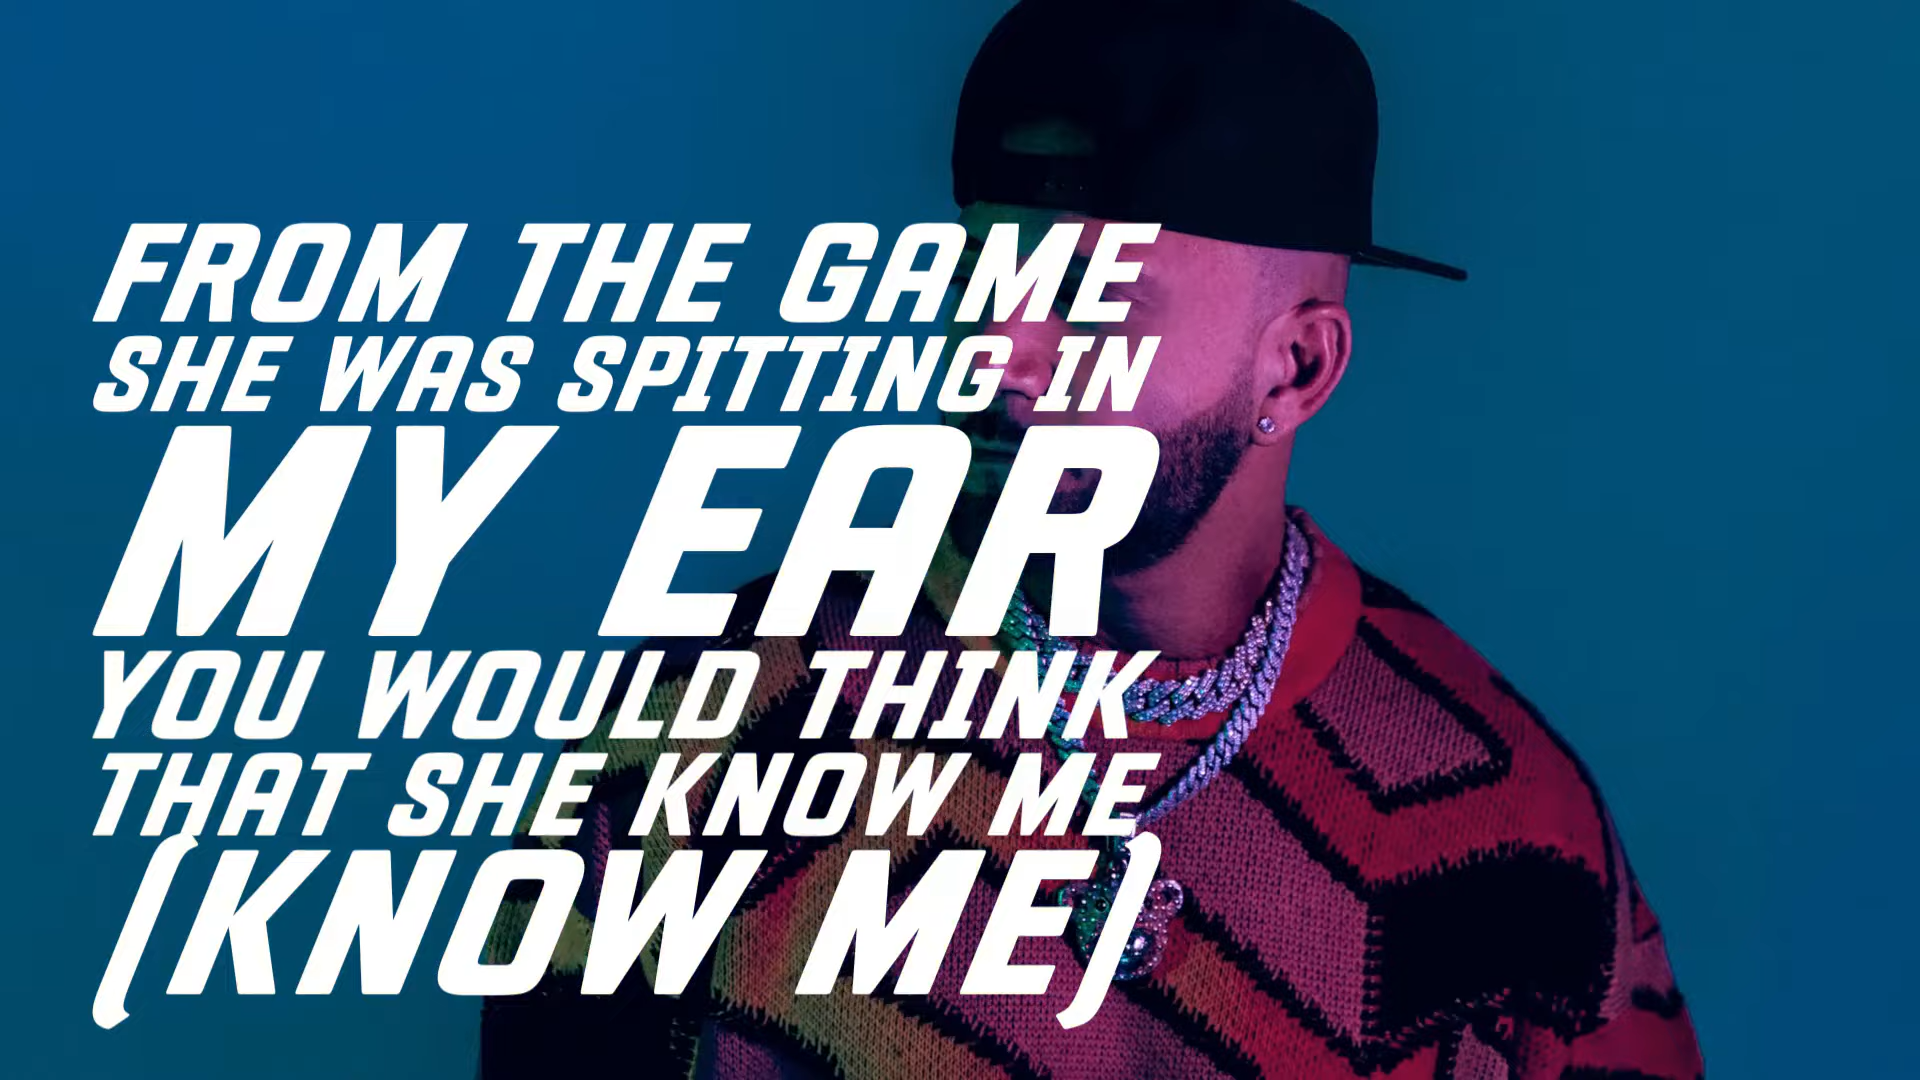 FROM THE GAME
SHE WAS SPITTING IN
MY EAR
YOU WOULD THINK
THAT SHE KNOW ME
(KNOW ME)